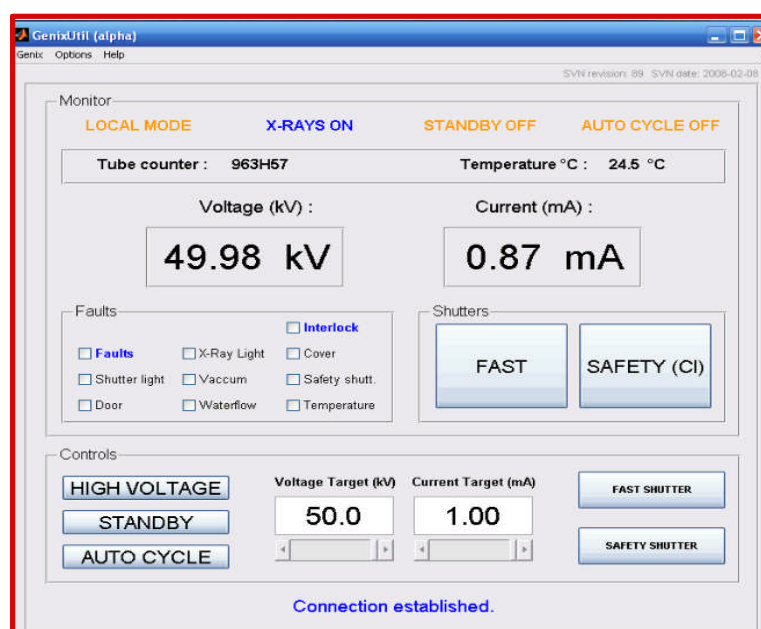 GenixUtil (alpha)
Genix Options Help
SVN revision: 89 SVN date: 2008-02-08
Monitor
LOCAL MODE X-RAYS ON STANDBY OFF AUTO CYCLE OFF
Tube counter : 963H57 Temperature °C : 24.5 °C
Voltage (kV) : Current (mA) :
49.98 kV 0.87 mA
Faults Shutters
Interlock
Faults X-Ray Light Cover
Shutter light Vaccum Safety shutt.
Door Waterflow Temperature
FAST SAFETY (Cl)
Controls
HIGH VOLTAGE
STANDBY
AUTO CYCLE
Voltage Target (kV) Current Target (mA)
50.0 1.00
FAST SHUTTER
SAFETY SHUTTER
Connection established.